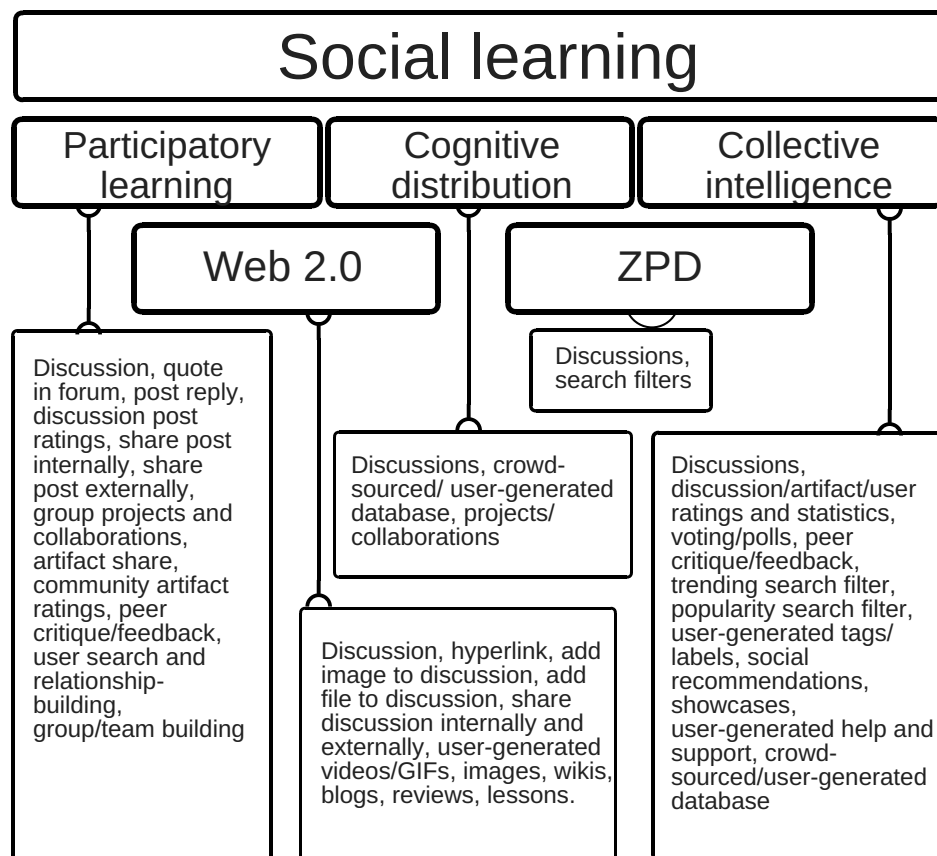 Social learning
Participatory
learning
Cognitive
distribution
Collective
intelligence
Web 2.0
ZPD
Discussion, quote
in forum, post reply,
discussion post
ratings, share post
internally, share
post externally,
group projects and
collaborations,
artifact share,
community artifact
ratings, peer
critique/feedback,
user search and
relationship-
building,
group/team building
Discussions,
search filters
Discussions, crowd-
sourced/ user-generated
database, projects/
collaborations
Discussion, hyperlink, add
image to discussion, add
file to discussion, share
discussion internally and
externally, user-generated
videos/GIFs, images, wikis,
blogs, reviews, lessons.
Discussions,
discussion/artifact/user
ratings and statistics,
voting/polls, peer
critique/feedback,
trending search filter,
popularity search filter,
user-generated tags/
labels, social
recommendations,
showcases,
user-generated help and
support, crowd-
sourced/user-generated
database